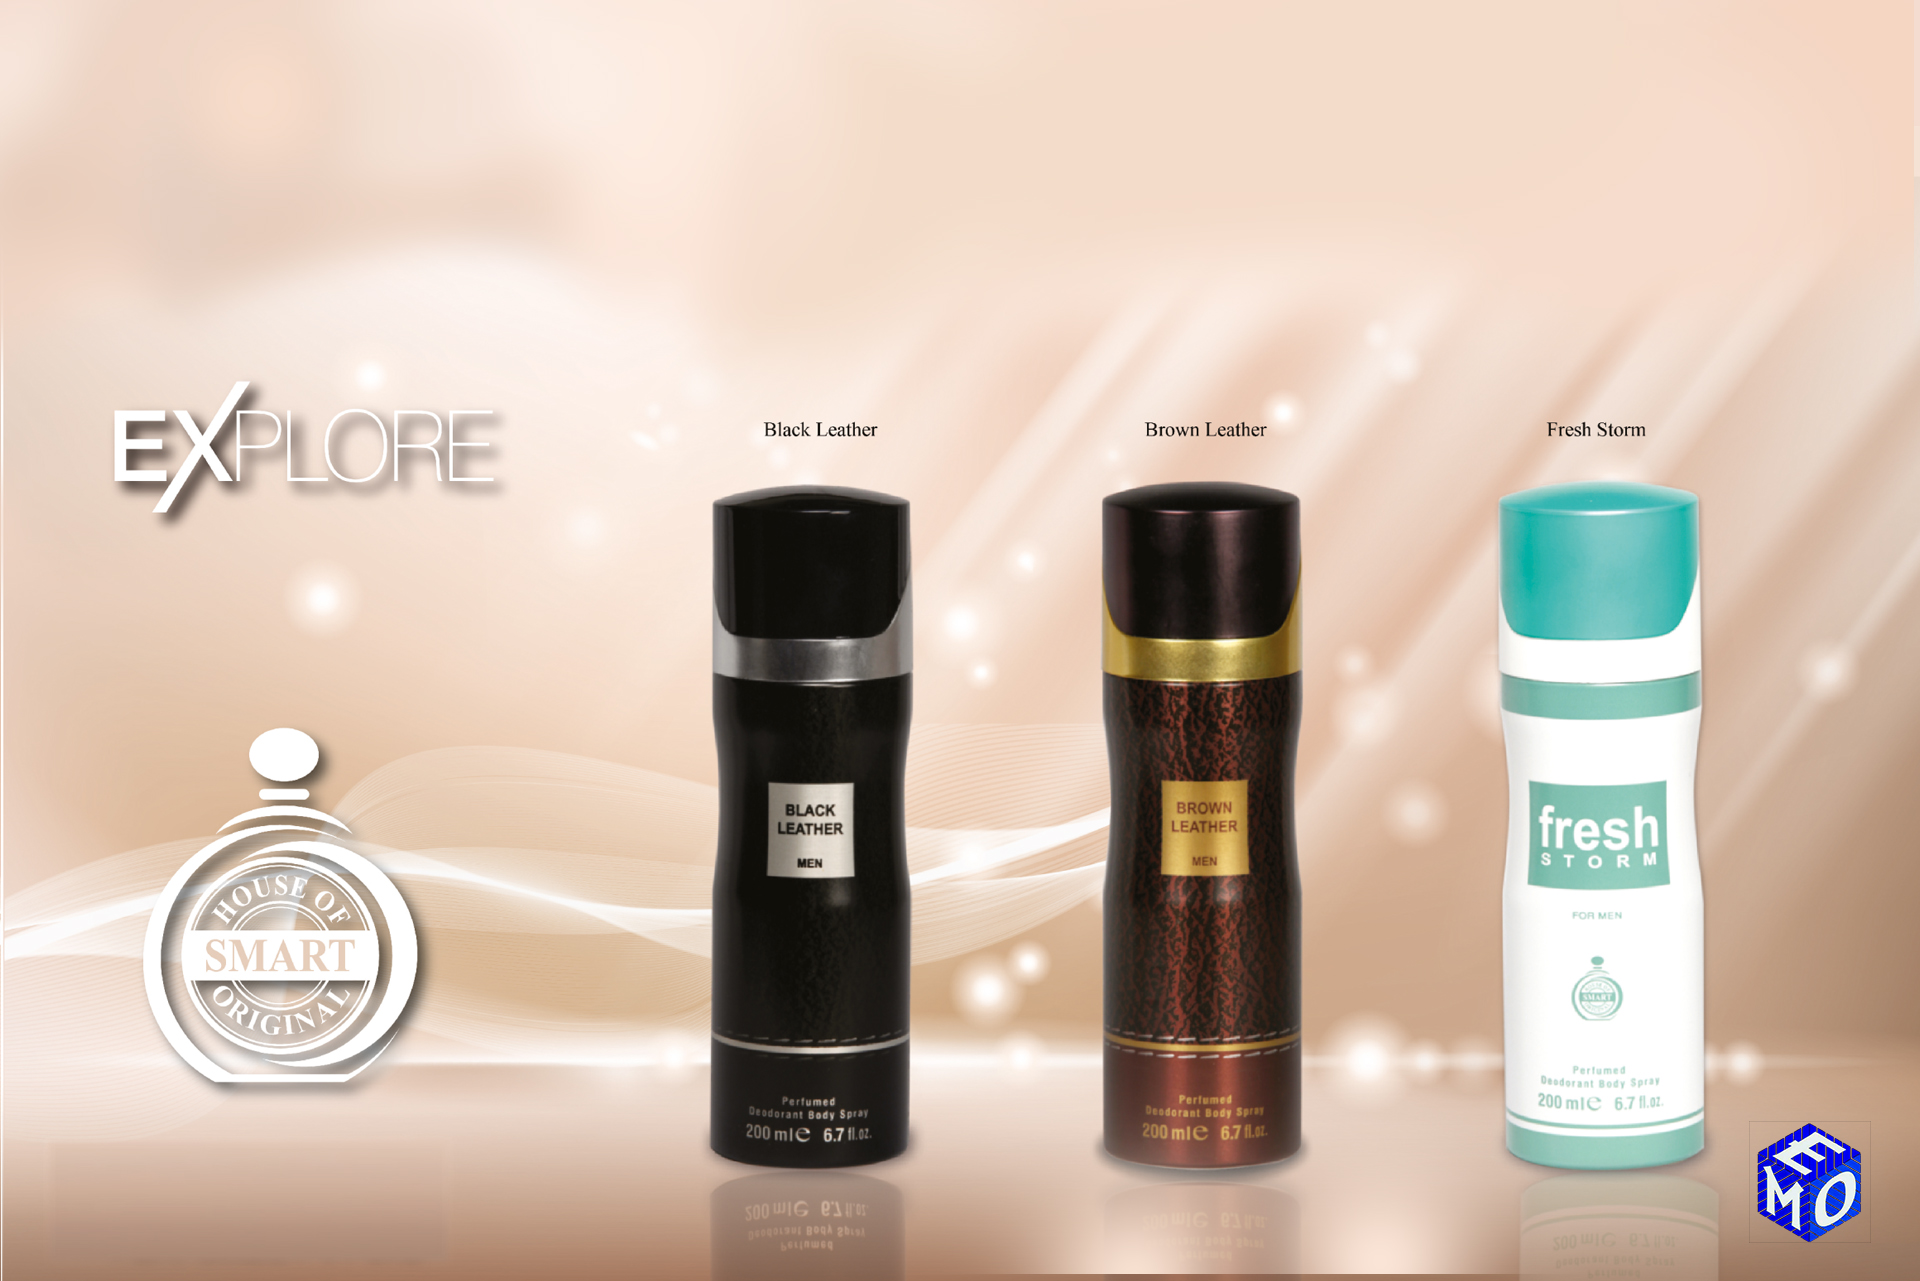 EXPLORE
HOUSE OF
SMART
ORIGINAL
Black Leather
BLACK
LEATHER
MEN
Perfumed
Deodorant Body Spray
200 ml e 6.7 fl.oz.
Brown Leather
BROWN
LEATHER
MEN
Perfumed
Deodorant Body Spray
200 ml e 6.7 fl.oz.
Fresh Storm
fresh
STORM
FOR MEN
SMART
Perfumed
Deodorant Body Spray
200 ml e 6.7 fl.oz.
EMO